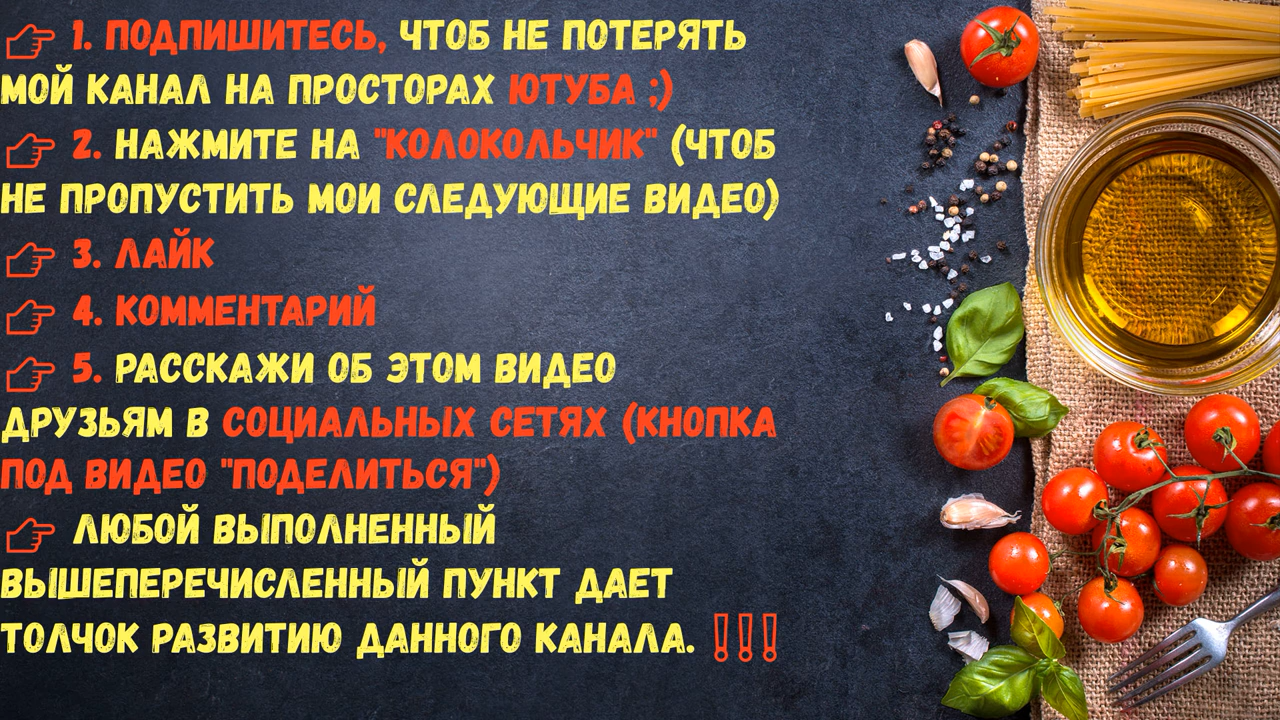 👉 1. ПОДПИШИТЕСЬ, ЧТОБ НЕ ПОТЕРЯТЬ
МОЙ КАНАЛ НА ПРОСТОРАХ ЮТУБА ;)
👉 2. НАЖМИТЕ НА "КОЛОКОЛЬЧИК" (ЧТОБ
НЕ ПРОПУСТИТЬ МОИ СЛЕДУЮЩИЕ ВИДЕО)
👉 3. ЛАЙК
👉 4. КОММЕНТАРИЙ
👉 5. РАССКАЖИ ОБ ЭТОМ ВИДЕО
ДРУЗЬЯМ В СОЦИАЛЬНЫХ СЕТЯХ (КНОПКА
ПОД ВИДЕО "ПОДЕЛИТЬСЯ")
👉 ЛЮБОЙ ВЫПОЛНЕННЫЙ
ВЫШЕПЕРЕЧИСЛЕННЫЙ ПУНКТ ДАЕТ
ТОЛЧОК РАЗВИТИЮ ДАННОГО КАНАЛА. !!!